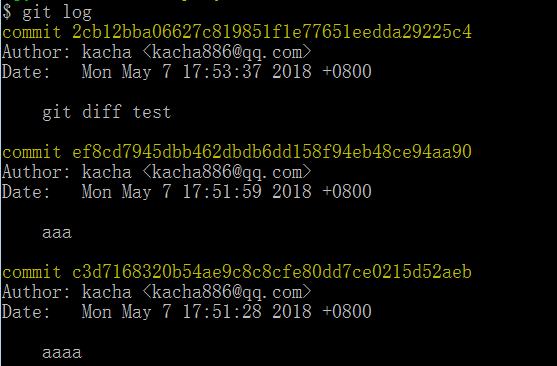 $ git log
commit 2cb12bba06627c819851f1e77651eedda29225c4
Author: kacha <kacha886@qq.com>
Date:   Mon May 7 17:53:37 2018 +0800
git diff test
commit ef8cd7945dbb462dbdb6dd158f94eb48ce94aa90
Author: kacha <kacha886@qq.com>
Date:   Mon May 7 17:51:59 2018 +0800
aaa
commit c3d7168320b54ae9c8c8cfe80dd7ce0215d52aeb
Author: kacha <kacha886@qq.com>
Date:   Mon May 7 17:51:28 2018 +0800
aaaa